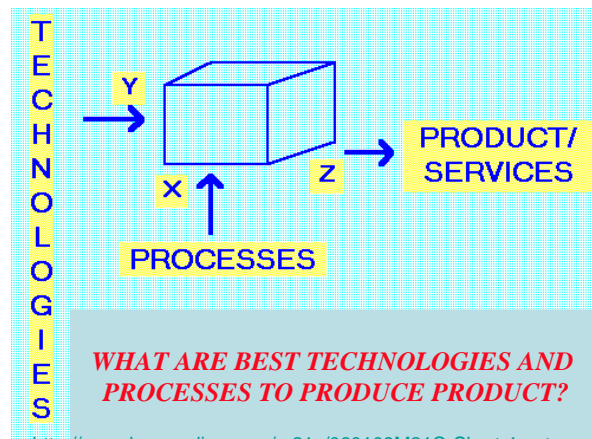 TECHNOLOGIES
Y
PRODUCT/
SERVICES
Z
X
PROCESSES
WHAT ARE BEST TECHNOLOGIES AND
PROCESSES TO PRODUCE PRODUCT?